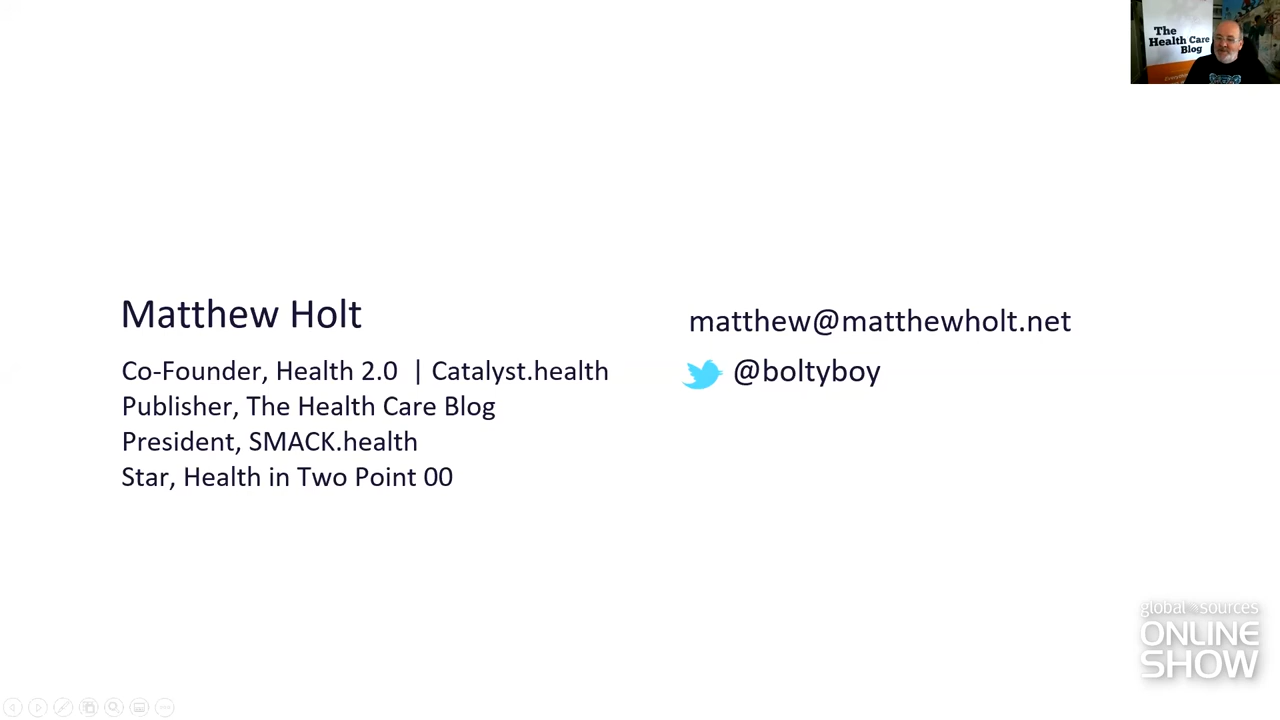 The
Health Care
Blog
Matthew Holt
Co-Founder, Health 2.0 | Catalyst.health
Publisher, The Health Care Blog
President, SMACK.health
Star, Health in Two Point 00
matthew@matthewholt.net
@boltyboy
global sources
ONLINE
SHOW